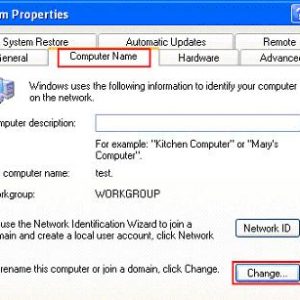 m Properties
System Restore
Automatic Updates
Remote
eneral
Computer Name
Hardware
Advance
Windows uses the following information to identify your computer
on the network.
mputer description:
For example: "Kitchen Computer" or "Mary's
Computer".
computer name:
test.
rkgroup:
WORKGROUP
use the Network Identification Wizard to join a
main and create a local user account, click Network
Network ID
rename this computer or join a domain, click Change.
Change...